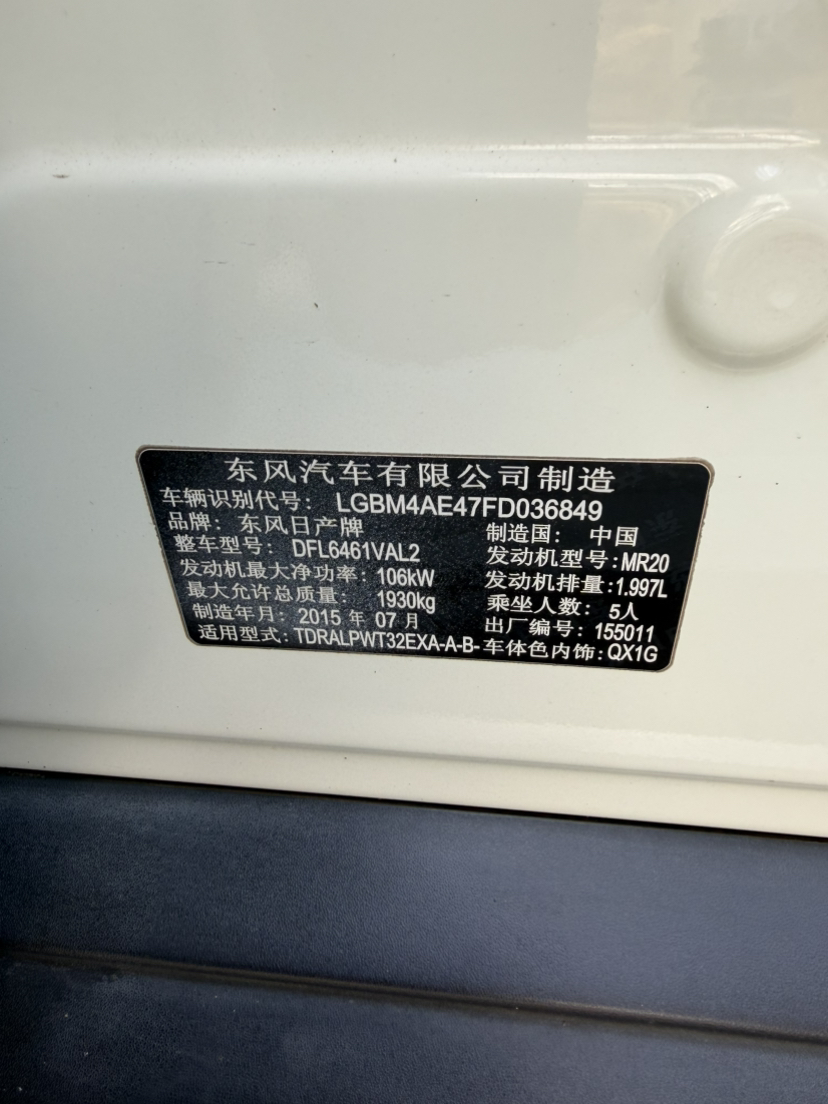 东风汽车有限公司制造
车辆识别代号: LGBM4AE47FD036849
品牌: 东风日产牌 制造国: 中国
整车型号: DFL6461VAL2 发动机型号:MR20
发动机最大净功率: 106kW 发动机排量:1.997L
最大允许总质量: 1930kg 乘坐人数: 5人
制造年月: 2015 年 07 月 出厂编号: 155011
适用型式: TDRALPWT32EXA-A-B- 车体色内饰:QX1G